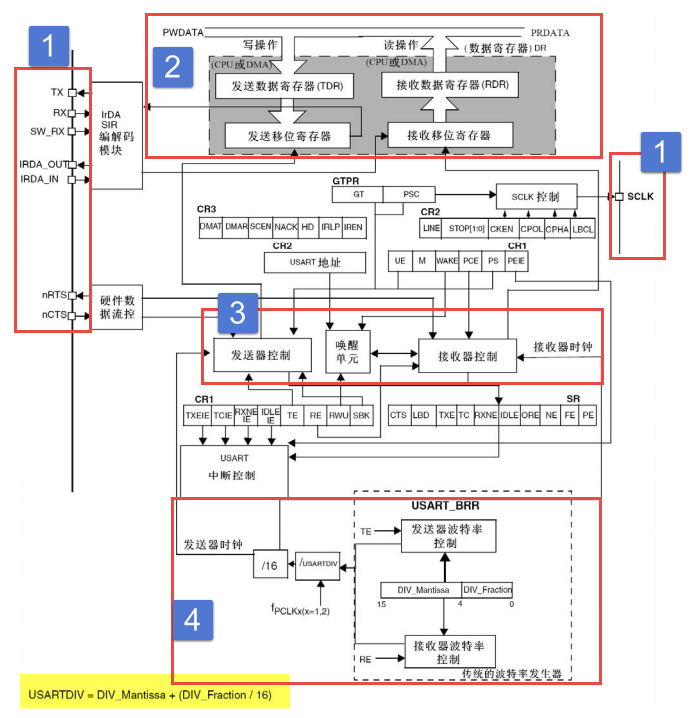 PWDATA
PRDATA
写操作
读操作
(数据寄存器) DR
(CPU或DMA)
(CPU或DMA)
1
2
发送数据寄存器(TDR)
接收数据寄存器(RDR)
TX
RX
SW_RX
IRDA_OUT
IRDA_IN
IrDA
SIR
编解码
模块
发送移位寄存器
接收移位寄存器
1
GTPR
GT
PSC
SCLK 控制
SCLK
CR3
DMAT
DMAR
SCEN
NACK
HD
IRLP
IREN
CR2
LINE
STOP[1:0]
CKEN
CPOL
CPHA
LBCL
CR2
USART 地址
CR1
UE
M
WAKE
PCE
PS
PEIE
nRTS
nCTS
硬件数
据流控
3
发送器控制
唤醒
单元
接收器控制
接收器时钟
CR1
TXEIE
TCIE
RXNE
IE
IDLE
IE
TE
RE
RWU
SBK
SR
CTS
LBD
TXE
TC
RXNE
IDLE
ORE
NE
FE
PE
USART
中断控制
4
USART_BRR
发送器时钟
TE
发送器波特率
控制
/16
/USARTDIV
fPCLKx(x=1,2)
DIV_Mantissa
DIV_Fraction
15
4
0
RE
接收器波特率
控制
传统的波特率发生器
USARTDIV = DIV_Mantissa + (DIV_Fraction / 16)